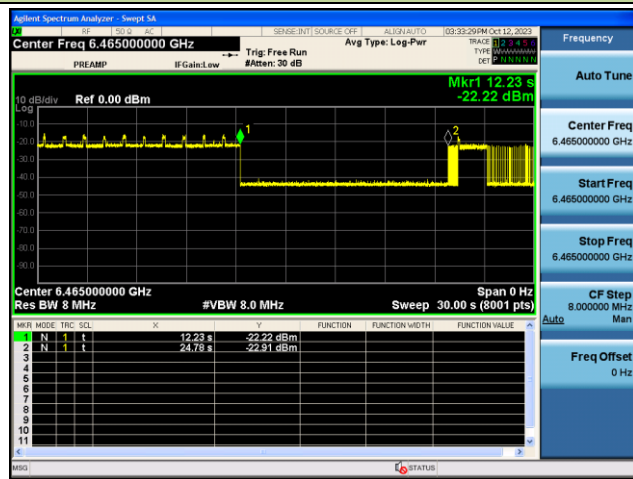 Agilent Spectrum Analyzer - Swept SA
RF 50 Ω AC SENSE:INT SOURCE OFF ALIGNAUTO 03:33:29PM Oct 12, 2023
Center Freq 6.465000000 GHz
PREAMP IFGain:Low
Trig: Free Run
#Atten: 30 dB
Avg Type: Log-Pwr
TRACE 1 2 3 4 5 6
TYPE
DET P N N N N N
Mkr1 12.23 s
-22.22 dBm
10 dB/div Ref 0.00 dBm
Log
-10.0
-20.0
-30.0
-40.0
-50.0
-60.0
-70.0
-80.0
-90.0
1
2
Center 6.465000000 GHz Span 0 Hz
Res BW 8 MHz #VBW 8.0 MHz Sweep 30.00 s (8001 pts)
MKR MODE TRC SCL X Y FUNCTION FUNCTION WIDTH FUNCTION VALUE
1 N 1 t 12.23 s -22.22 dBm
2 N 1 t 24.78 s -22.91 dBm
3
4
5
6
7
8
9
10
11
MSG STATUS
Frequency
Auto Tune
Center Freq
6.465000000 GHz
Start Freq
6.465000000 GHz
Stop Freq
6.465000000 GHz
CF Step
8.000000 MHz
Auto Man
Freq Offset
0 Hz